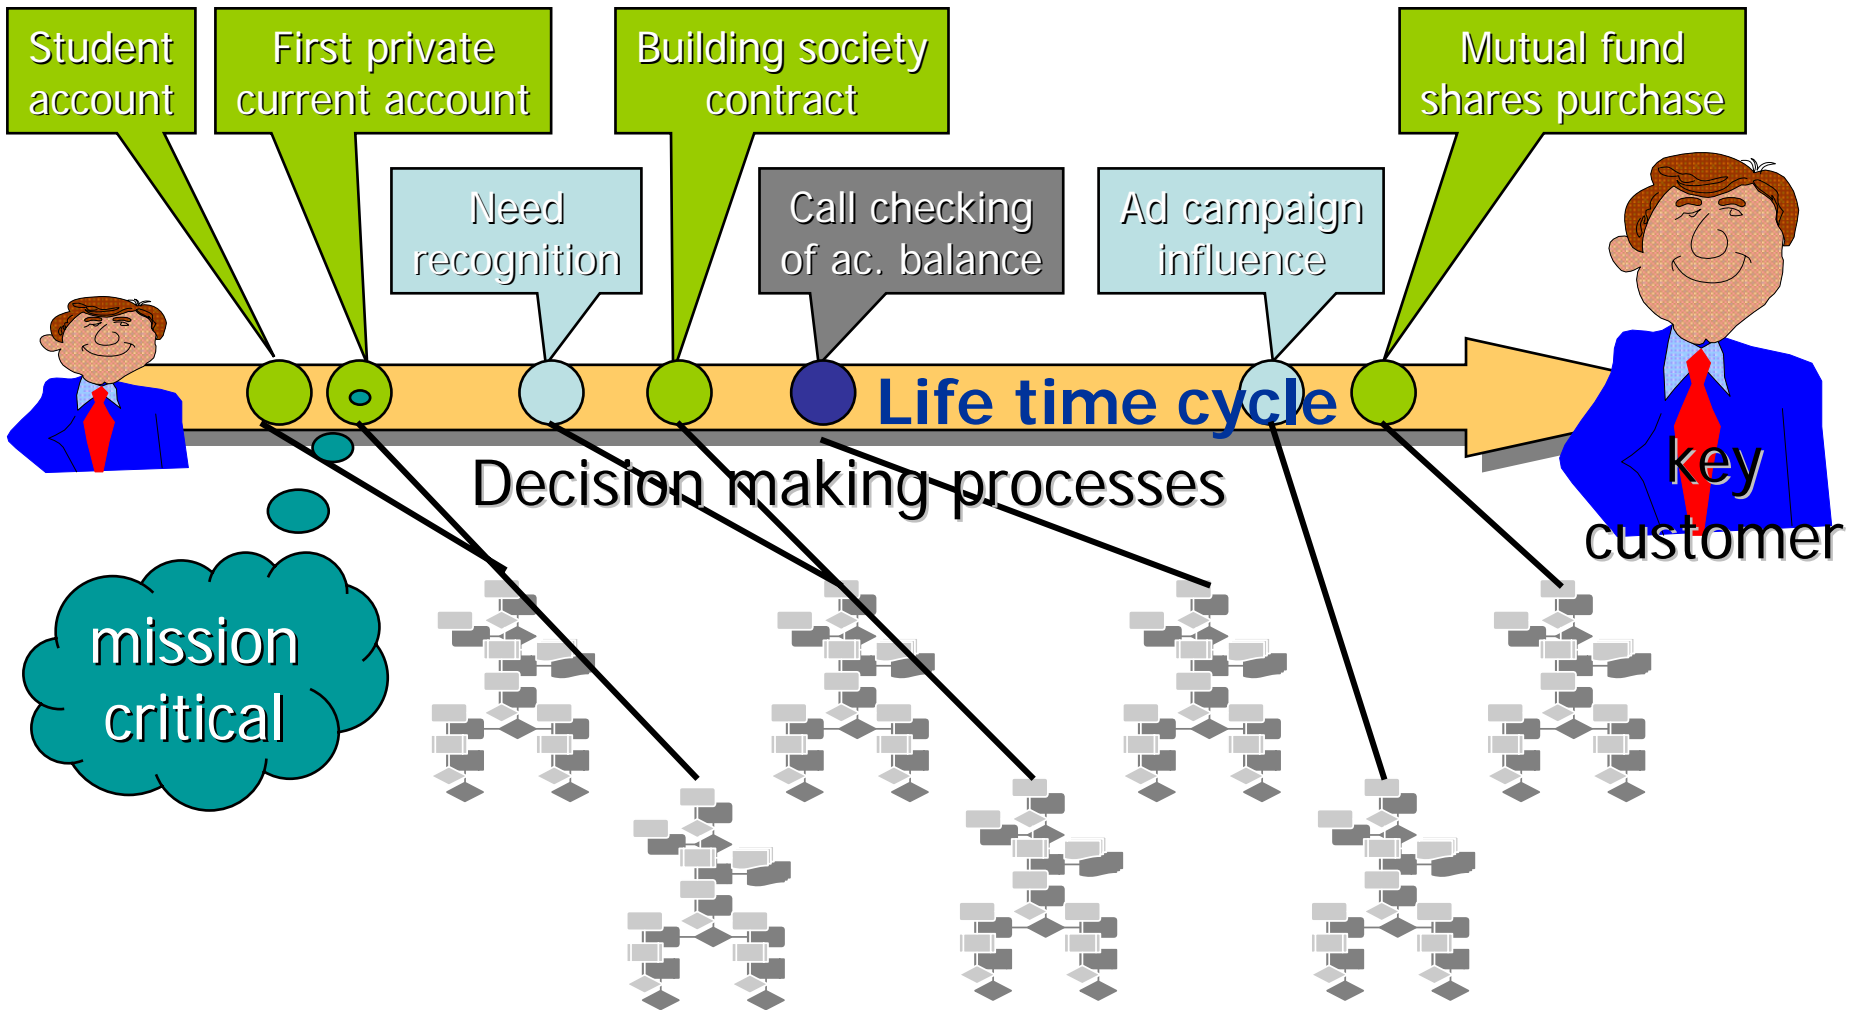 Student
account
First private
current account
Building society
contract
Mutual fund
shares purchase
Need
recognition
Call checking
of ac. balance
Ad campaign
influence
Life time cycle
Decision making processes
key
customer
mission
critical